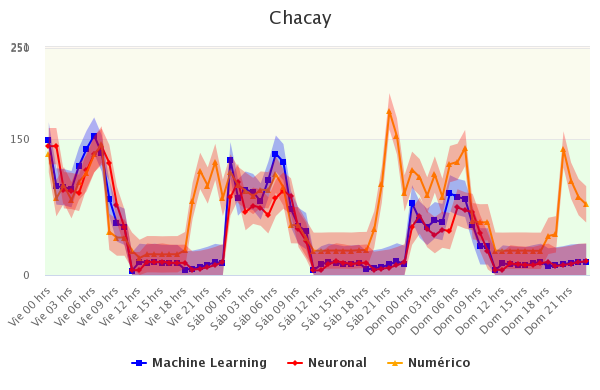 Chacay
250
150
0
Vie 00 hrs
Vie 03 hrs
Vie 06 hrs
Vie 09 hrs
Vie 12 hrs
Vie 15 hrs
Vie 18 hrs
Vie 21 hrs
Sáb 00 hrs
Sáb 03 hrs
Sáb 06 hrs
Sáb 09 hrs
Sáb 12 hrs
Sáb 15 hrs
Sáb 18 hrs
Sáb 21 hrs
Dom 00 hrs
Dom 03 hrs
Dom 06 hrs
Dom 09 hrs
Dom 12 hrs
Dom 15 hrs
Dom 18 hrs
Dom 21 hrs
Machine Learning Neuronal Numérico